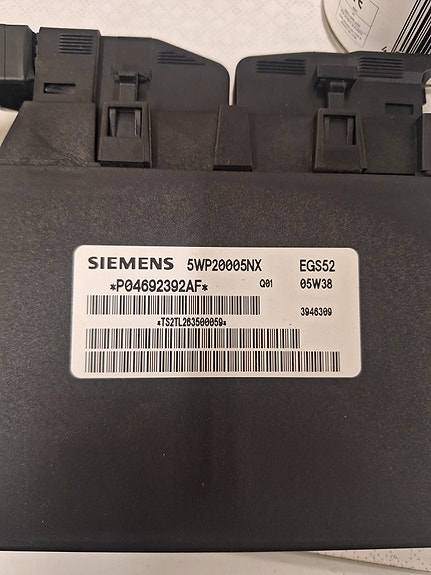 SIEMENS 5WP20005NX EGS52
*P04692392AF* Q01 05W38
3946309
*TS2TL263500059*